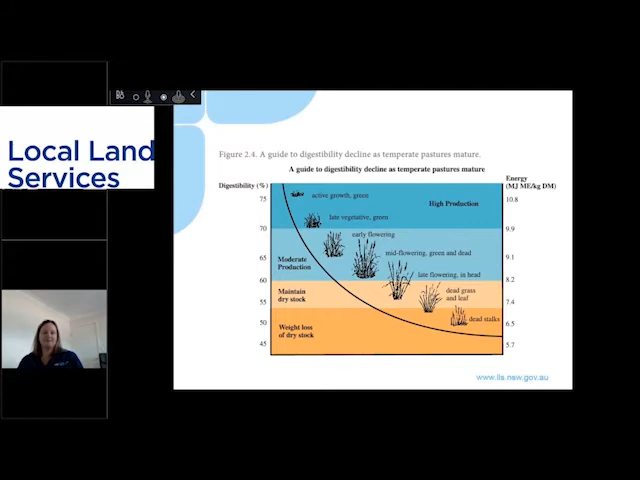 Local Land
Services
Figure 2.4. A guide to digestibility decline as temperate pastures mature.
A guide to digestibility decline as temperate pastures mature
Digestibility (%)
Energy
(MJ ME/kg DM)
75
active growth, green
High Production
10.8
late vegetative, green
70
early flowering
9.9
mid-flowering, green and dead
65
Moderate
Production
9.1
late flowering, in head
60
8.2
Maintain
dry stock
dead grass
and leaf
55
7.4
50
dead stalks
6.5
Weight loss
of dry stock
45
5.7
www.lls.nsw.gov.au